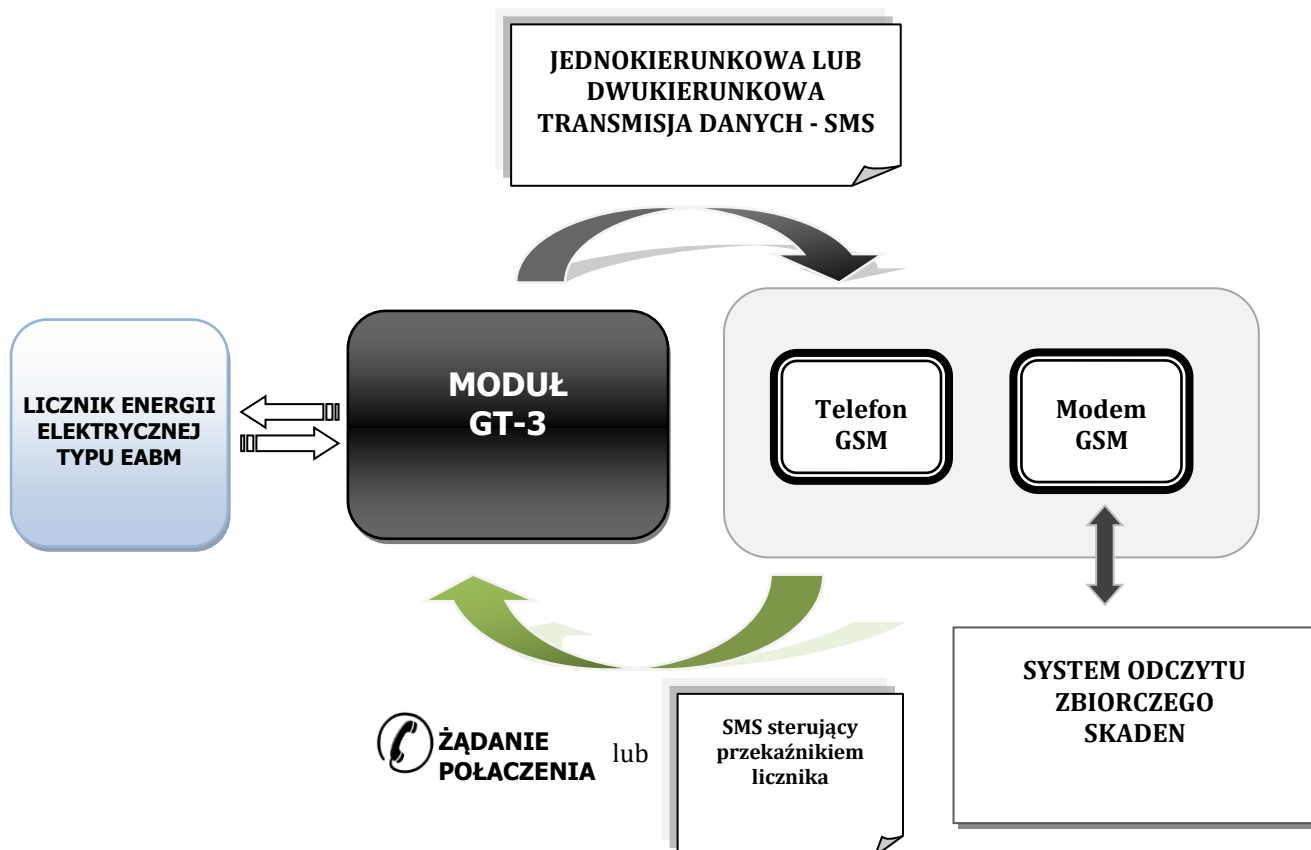 JEDNOKIERUNKOWA LUB
DWUKIERUNKOWA
TRANSMISJA DANYCH - SMS
LICZNIK ENERGII
ELEKTRYCZNEJ
TYPU EABM
MODUŁ
GT-3
Telefon
GSM
Modem
GSM
ŻĄDANIE
POŁACZENIA
lub
SMS sterujący
przekaźnikiem
licznika
SYSTEM ODCZYTU
ZBIORCZEGO
SKADEN